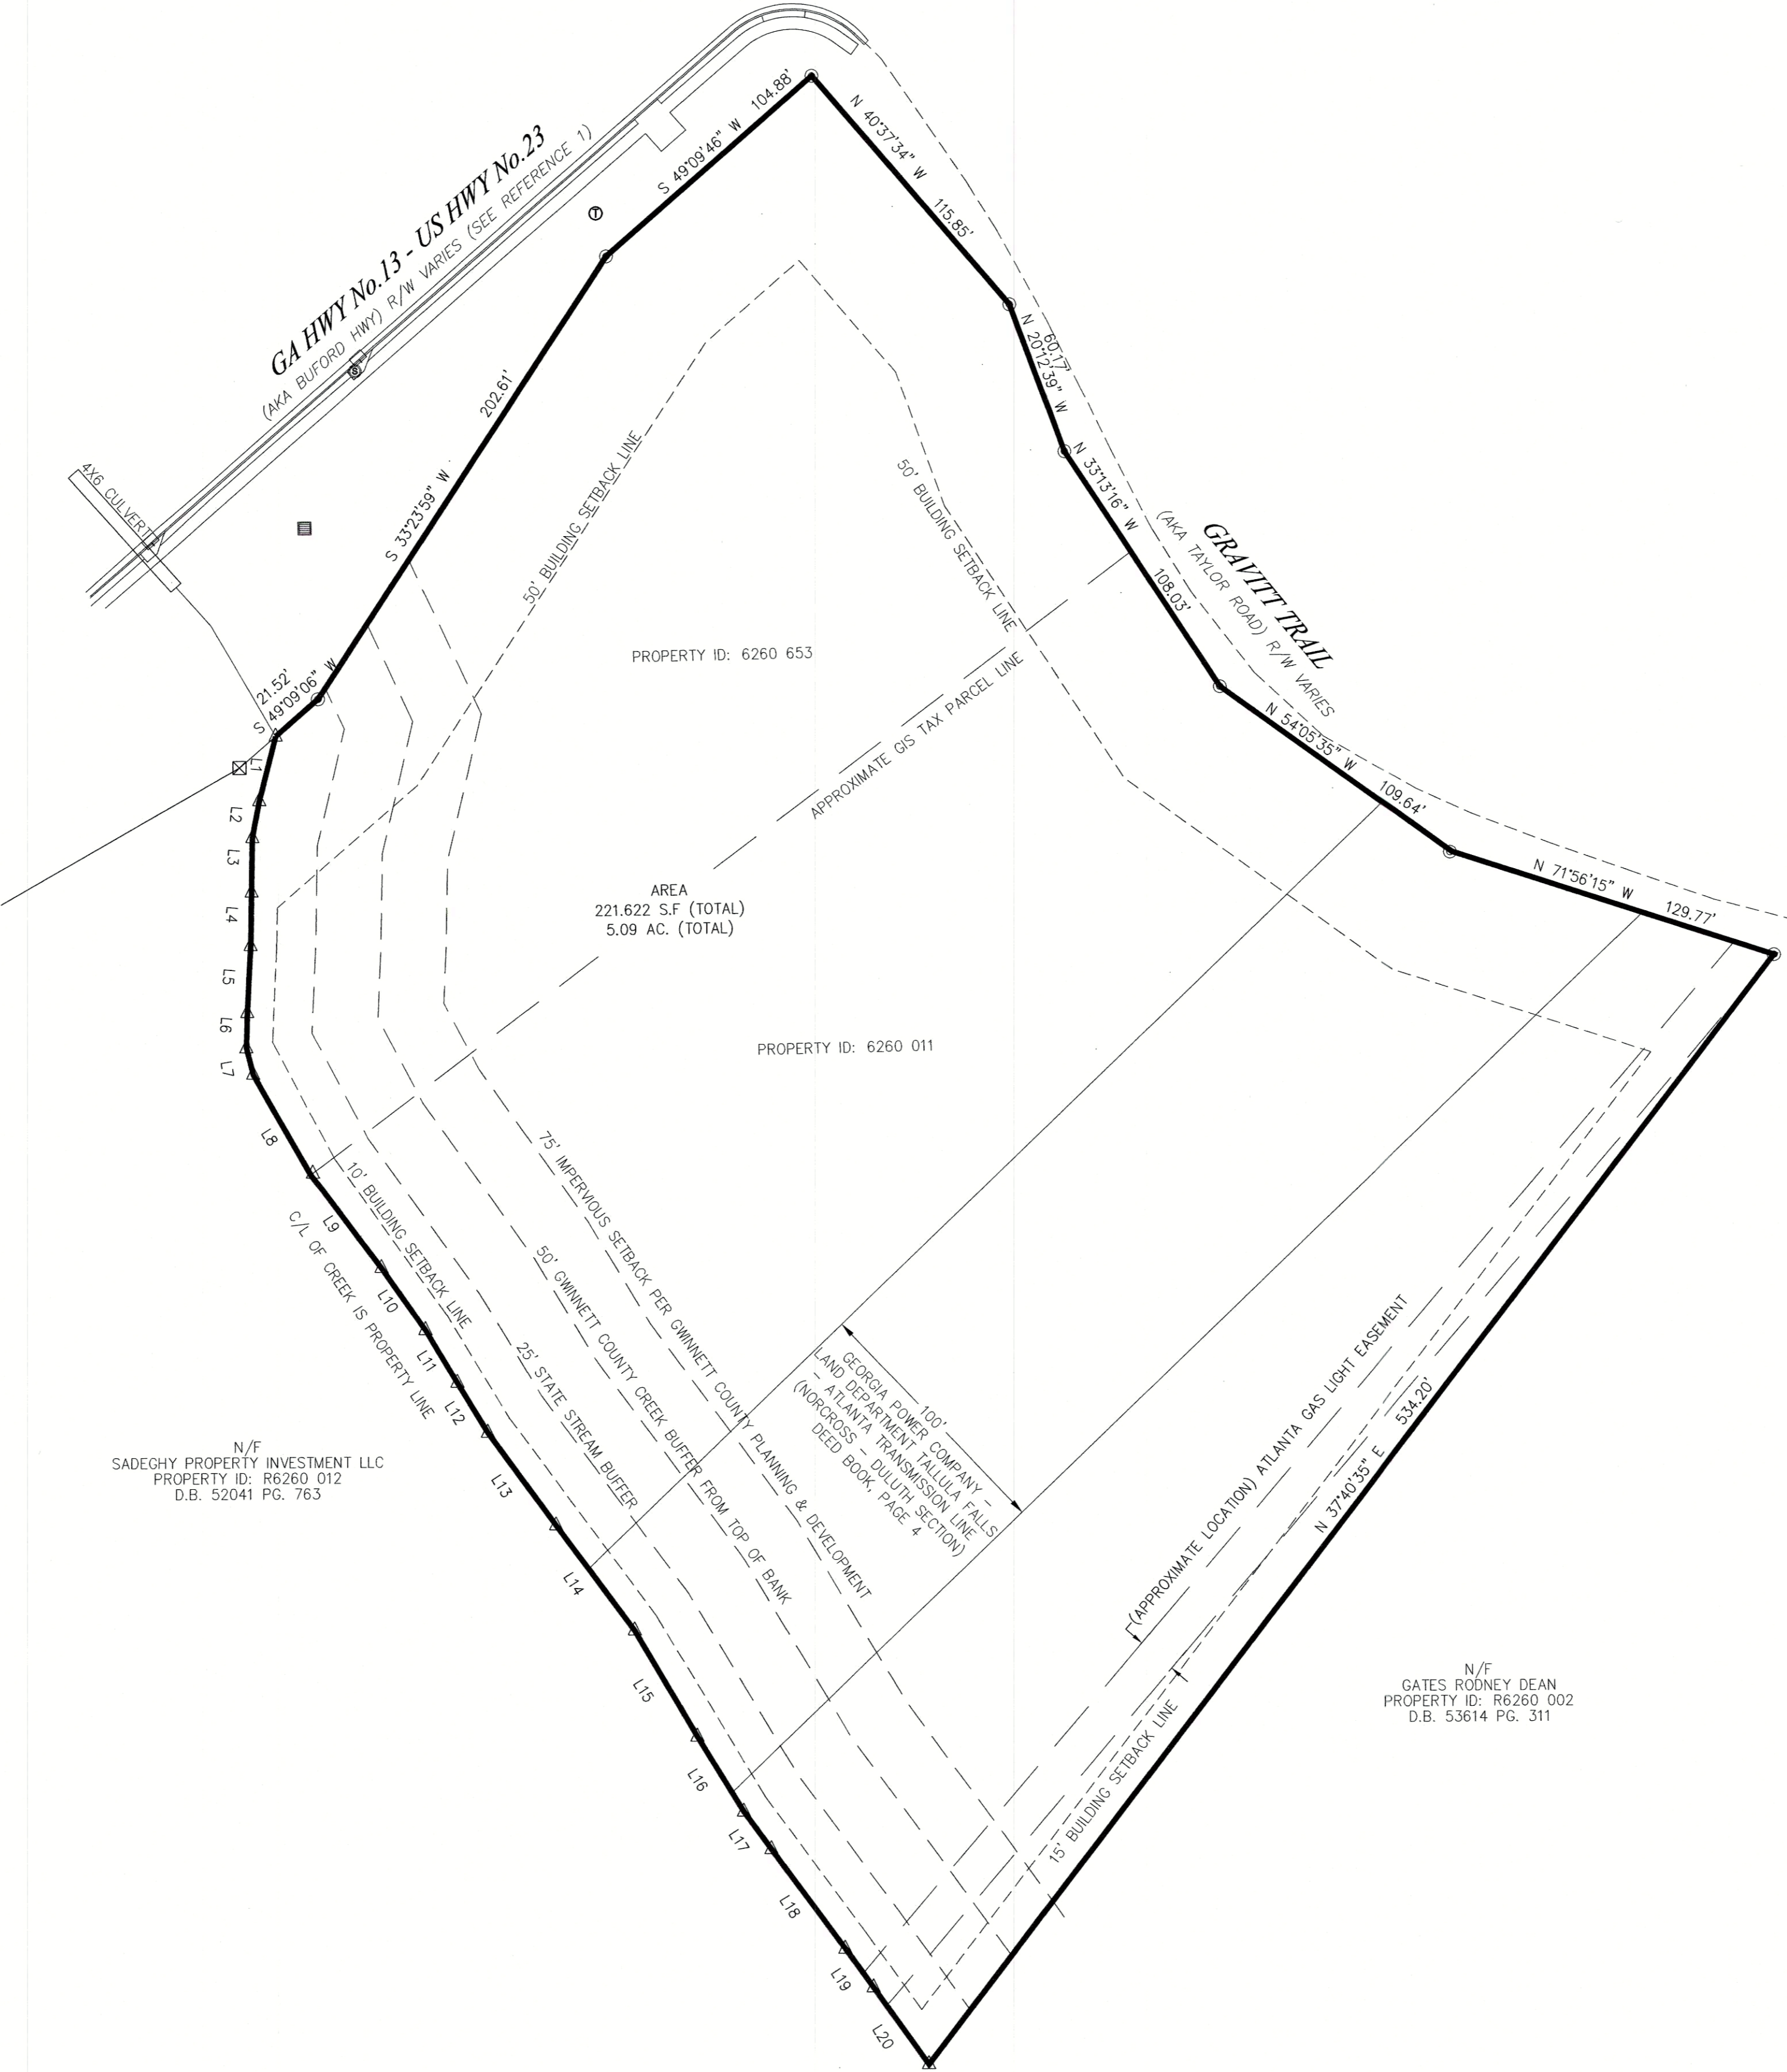 GA HWY No.13 - US HWY No.23
(AKA BUFORD HWY) R/W VARIES (SEE REFERENCE 1)
4X6 CULVERT
S 49°09'46" W 104.88'
N 40°37'34" W 115.85'
N 20°12'39" W
60.17'
N 33°13'16" W 108.03'
GRAVITT TRAIL
(AKA TAYLOR ROAD) R/W VARIES
N 54°05'35" W 109.64'
N 71°56'15" W 129.77'
S 33°23'59" W 202.61'
21.52'
S 49°09'06" W
50' BUILDING SETBACK LINE
50' BUILDING SETBACK LINE
PROPERTY ID: 6260 653
APPROXIMATE GIS TAX PARCEL LINE
AREA
221.622 S.F (TOTAL)
5.09 AC. (TOTAL)
PROPERTY ID: 6260 011
L1
L2
L3
L4
L5
L6
L7
L8
L9
L10
L11
L12
L13
L14
L15
L16
L17
L18
L19
L20
10' BUILDING SETBACK LINE
C/L OF CREEK IS PROPERTY LINE
25' STATE STREAM BUFFER
50' GWINNETT COUNTY CREEK BUFFER FROM TOP OF BANK
75' IMPERVIOUS SETBACK PER GWINNETT COUNTY PLANNING & DEVELOPMENT
100'
GEORGIA POWER COMPANY -
LAND DEPARTMENT TALLULA FALLS
- ATLANTA TRANSMISSION LINE
(NORCROSS - DULUTH SECTION)
DEED BOOK, PAGE 4
(APPROXIMATE LOCATION) ATLANTA GAS LIGHT EASEMENT
N 37°40'35" E 534.20'
15' BUILDING SETBACK LINE
N/F
SADEGHY PROPERTY INVESTMENT LLC
PROPERTY ID: R6260 012
D.B. 52041 PG. 763
N/F
GATES RODNEY DEAN
PROPERTY ID: R6260 002
D.B. 53614 PG. 311
T
S